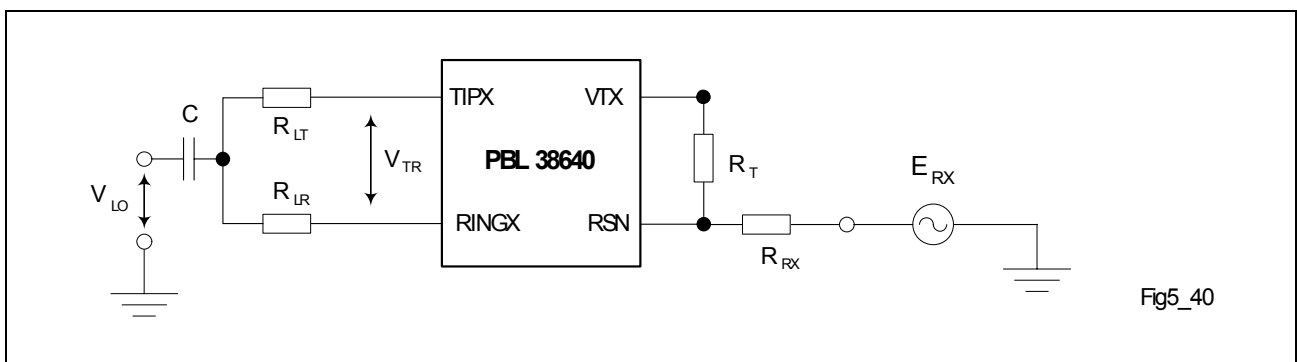 TIPX
VTX
C
R LT
PBL 38640
V TR
R T
E RX
V LO
R LR
RINGX
RSN
R RX
Fig5_40